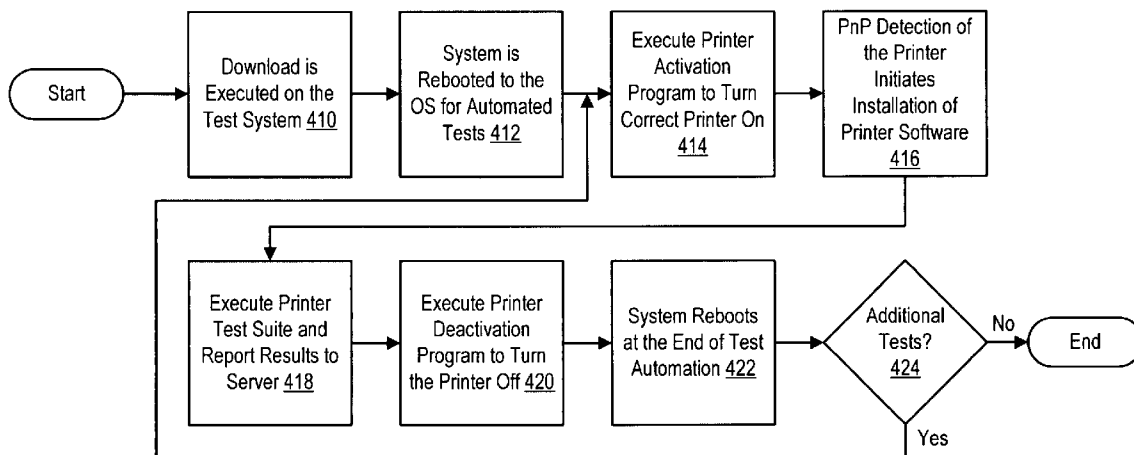 Start
Download is
Executed on the
Test System 410
System is
Rebooted to the
OS for Automated
Tests 412
Execute Printer
Activation
Program to Turn
Correct Printer On
414
PnP Detection of
the Printer
Initiates
Installation of
Printer Software
416
Execute Printer
Test Suite and
Report Results to
Server 418
Execute Printer
Deactivation
Program to Turn
the Printer Off 420
System Reboots
at the End of Test
Automation 422
Additional
Tests?
424
No
End
Yes